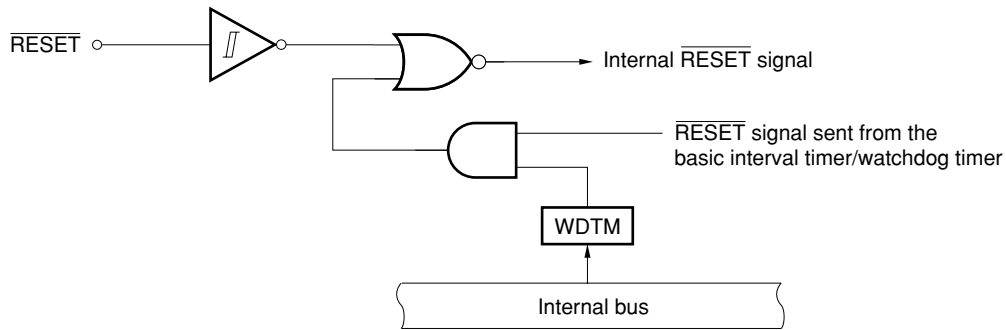 RESET
Internal RESET signal
RESET signal sent from the
basic interval timer/watchdog timer
WDTM
Internal bus